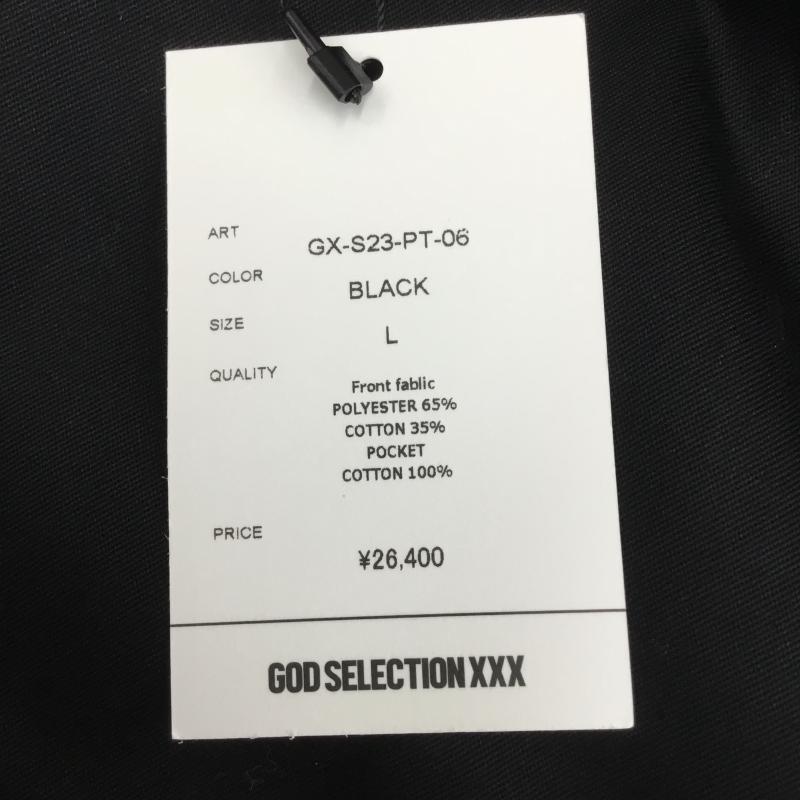 ART GX-S23-PT-06
COLOR BLACK
SIZE L
QUALITY Front fablic
POLYESTER 65%
COTTON 35%
POCKET
COTTON 100%
PRICE ¥26,400
GOD SELECTION XXX